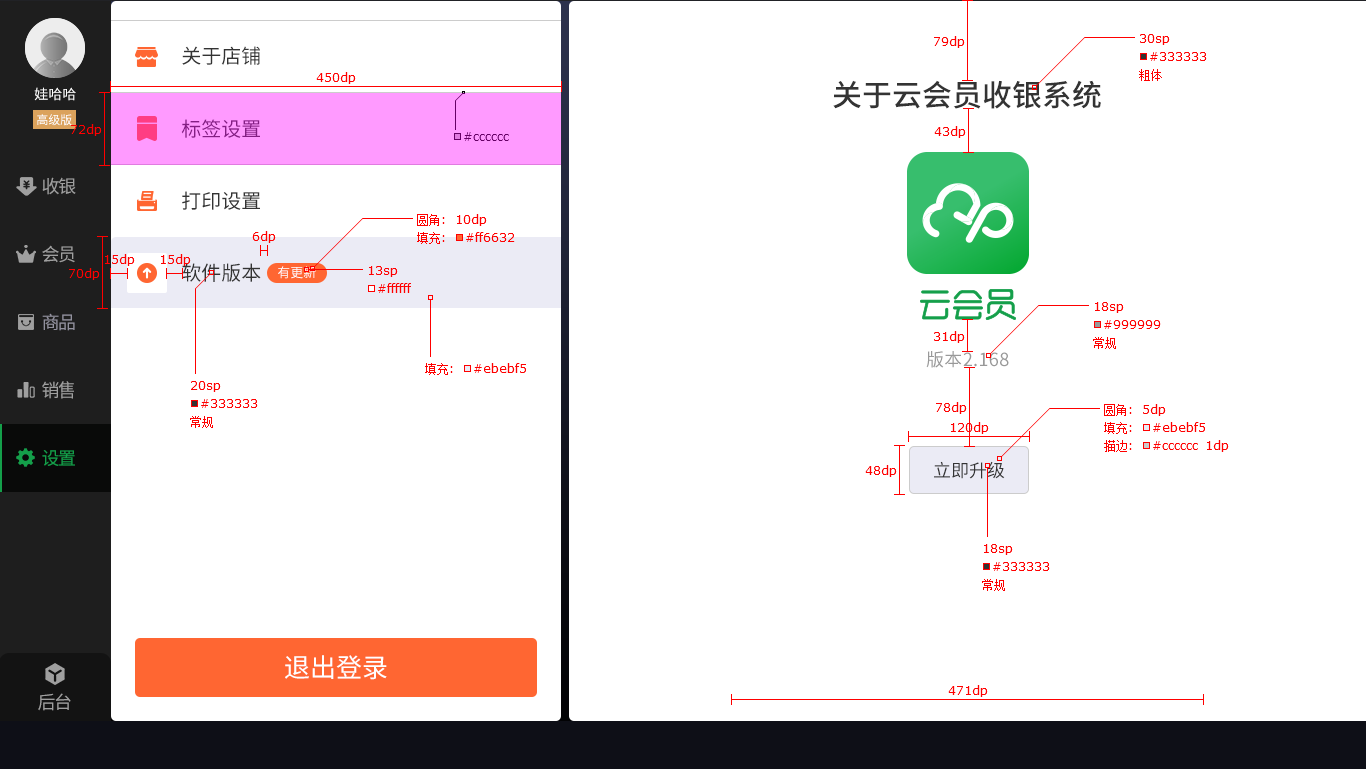 娃哈哈
高级版
收银
会员
商品
销售
设置
后台
关于店铺
450dp
72dp
标签设置
#cccccc
打印设置
圆角： 10dp
填充： #ff6632
6dp
15dp
15dp
70dp
软件版本
有更新
13sp
#ffffff
填充： #ebebf5
20sp
#333333
常规
退出登录
79dp
30sp
#333333
粗体
关于云会员收银系统
43dp
云会员
31dp
18sp
#999999
常规
版本2.168
78dp
120dp
圆角： 5dp
填充： #ebebf5
描边： #cccccc 1dp
48dp
立即升级
18sp
#333333
常规
471dp